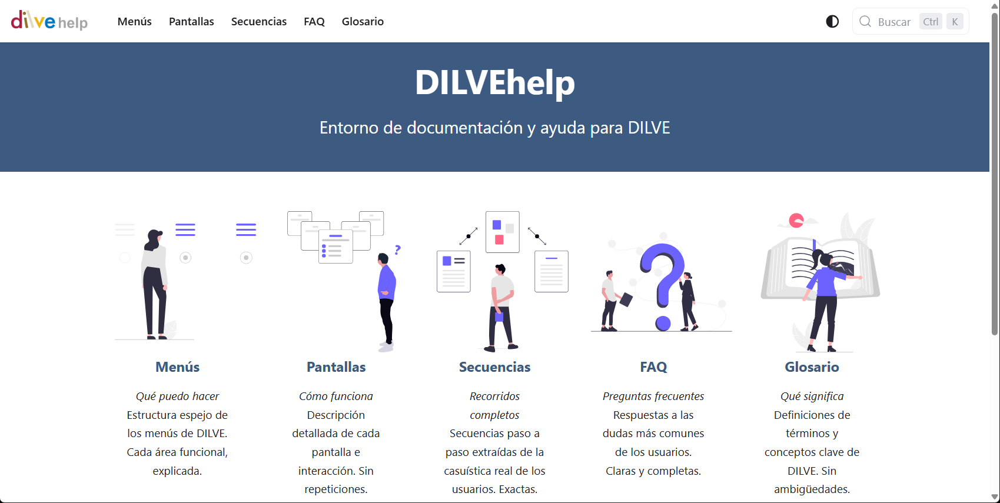 dilve help
Menús Pantallas Secuencias FAQ Glosario
Buscar Ctrl K
DILVEhelp
Entorno de documentación y ayuda para DILVE
?
Menús
Qué puedo hacer
Estructura espejo de
los menús de DILVE.
Cada área funcional,
explicada.
Pantallas
Cómo funciona
Descripción
detallada de cada
pantalla e
interacción. Sin
repeticiones.
Secuencias
Recorridos
completos
Secuencias paso a
paso extraídas de la
casuística real de los
usuarios. Exactas.
?
FAQ
Preguntas frecuentes
Respuestas a las
dudas más comunes
de los usuarios.
Claras y completas.
Glosario
Qué significa
Definiciones de
términos y
conceptos clave de
DILVE. Sin
ambigüedades.